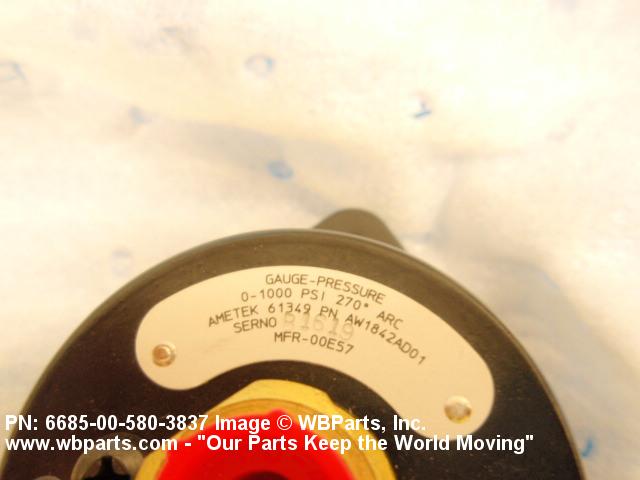 GAUGE-PRESSURE
0-1000 PSI 270° ARC
AMETEK 61349 PN AW1842AD01
SERNO
MFR-00E57
PN: 6685-00-580-3837 Image © WBParts, Inc.
www.wbparts.com - "Our Parts Keep the World Moving"